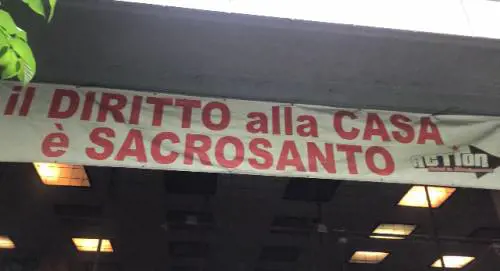 il DIRITTO alla CASA
è SACROSANTO
ACTION